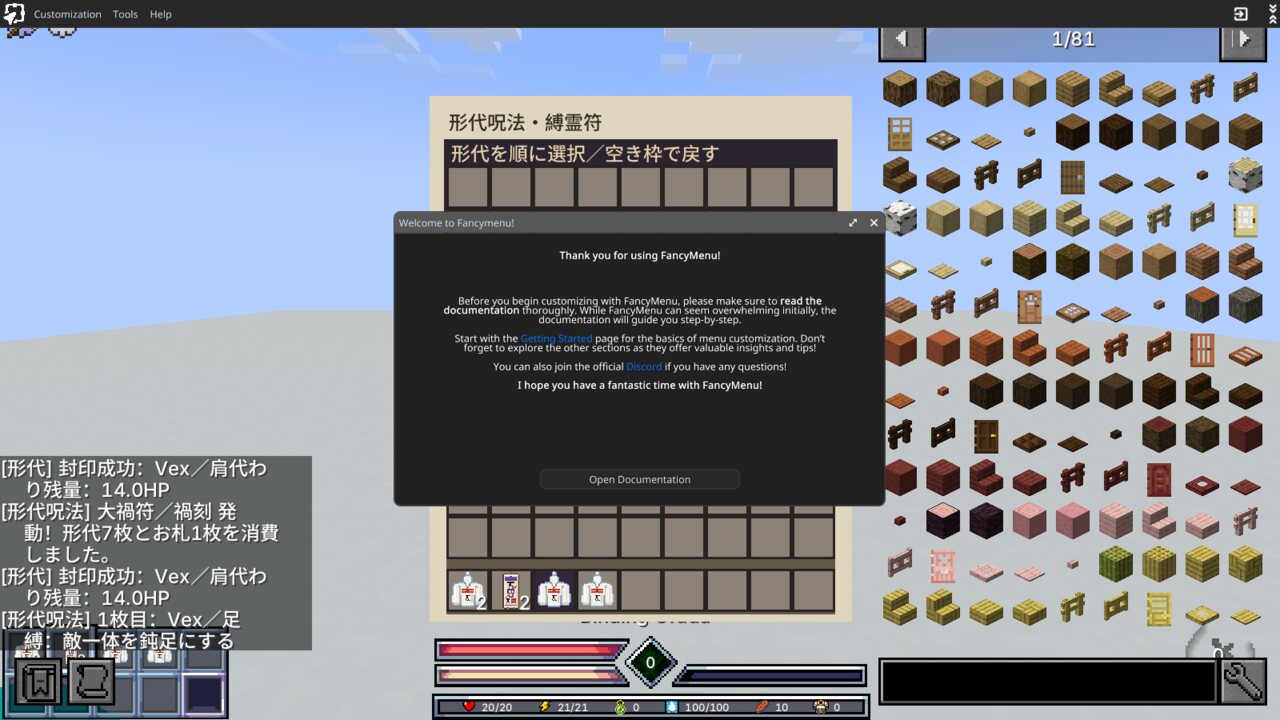 Customization Tools Help
1/81
形代呪法・縛霊符
形代を順に選択／空き枠で戻す
Welcome to Fancymenu!
Thank you for using FancyMenu!
Before you begin customizing with FancyMenu, please make sure to read the
documentation thoroughly. While FancyMenu can seem overwhelming initially, the
documentation will guide you step-by-step.
Start with the Getting Started page for the basics of menu customization. Don't
forget to explore the other sections as they offer valuable insights and tips!
You can also join the official Discord if you have any questions!
I hope you have a fantastic time with FancyMenu!
Open Documentation
[形代] 封印成功: Vex／肩代わ
り残量: 14.0HP
[形代呪法] 大禍符／禍刻 発
動! 形代7枚とお札1枚を消費
しました。
[形代] 封印成功: Vex／肩代わ
り残量: 14.0HP
[形代呪法] 1枚目: Vex／足
縛: 敵一体を鈍足にする
2 2
0
20/20 21/21 0 100/100 10 0